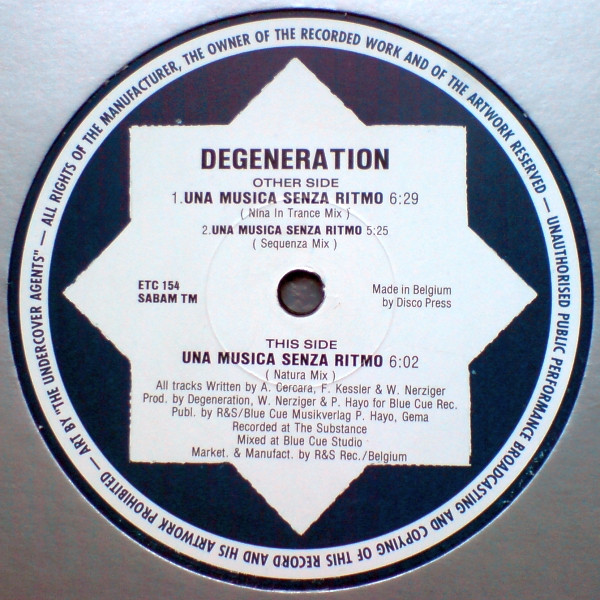 ALL RIGHTS OF THE MANUFACTURER, THE OWNER OF THE RECORDED WORK AND OF THE ARTWORK RESERVED — UNAUTHORISED PUBLIC PERFORMANCE BROADCASTING AND COPYING OF THIS RECORD AND HIS ARTWORK PROHIBITED — ART BY "THE UNDERCOVER AGENTS" —
DEGENERATION
OTHER SIDE
1.UNA MUSICA SENZA RITMO 6:29
( Nina In Trance Mix )
2.UNA MUSICA SENZA RITMO 5:25
( Sequenza Mix )
ETC 154
SABAM TM
Made in Belgium
by Disco Press
THIS SIDE
UNA MUSICA SENZA RITMO 6:02
( Natura Mix )
All tracks Written by A. Cercara, F. Kessler & W. Nerziger
Prod. by Degeneration, W. Nerziger & P. Hayo for Blue Cue Rec.
Publ. by R&S/Blue Cue Musikverlag P. Hayo, Gema
Recorded at The Substance
Mixed at Blue Cue Studio
Market. & Manufact. by R&S Rec./Belgium